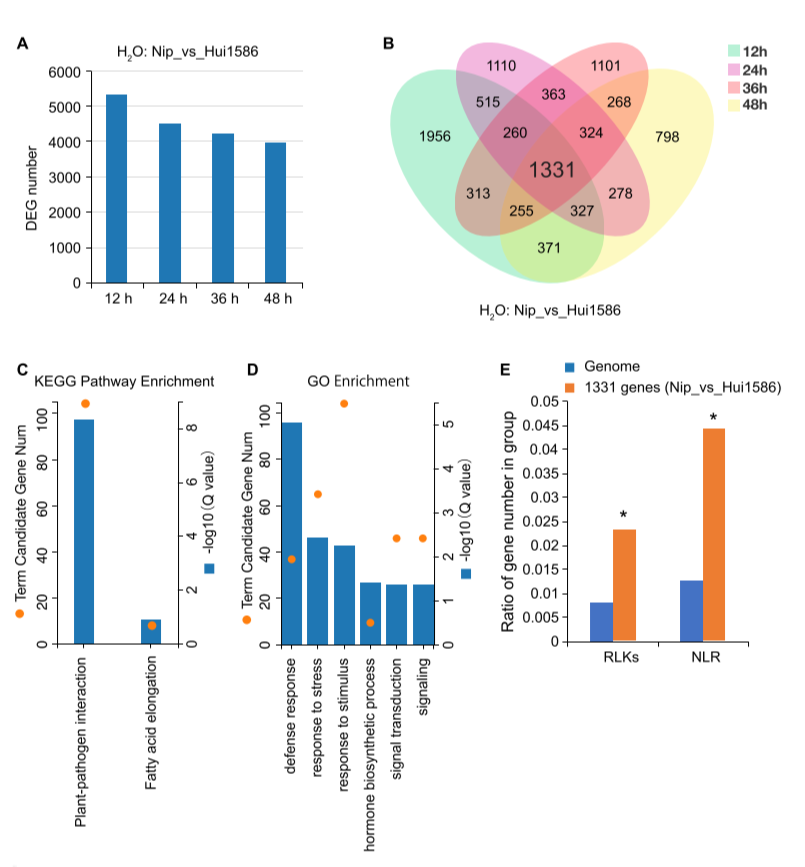 A
H2O: Nip_vs_Hui1586
6000
5000
4000
3000
2000
1000
0
DEG number
12 h
24 h
36 h
48 h
B
12h
24h
36h
48h
1110
1101
515
363
268
1956
260
324
798
1331
313
278
255
327
371
H2O: Nip_vs_Hui1586
C
KEGG Pathway Enrichment
Term Candidate Gene Num
100
80
60
40
20
0
8
6
4
2
0
-log10 (Q value)
Plant-pathogen interaction
Fatty acid elongation
D
GO Enrichment
Term Candidate Gene Num
100
80
60
40
20
0
5
4
3
2
1
0
-log10 (Q value)
defense response
response to stress
response to stimulus
hormone biosynthetic process
signal transduction
signaling
E
Genome
1331 genes (Nip_vs_Hui1586)
Ratio of gene number in group
0.05
0.045
0.04
0.035
0.03
0.025
0.02
0.015
0.01
0.005
0
*
*
RLKs
NLR